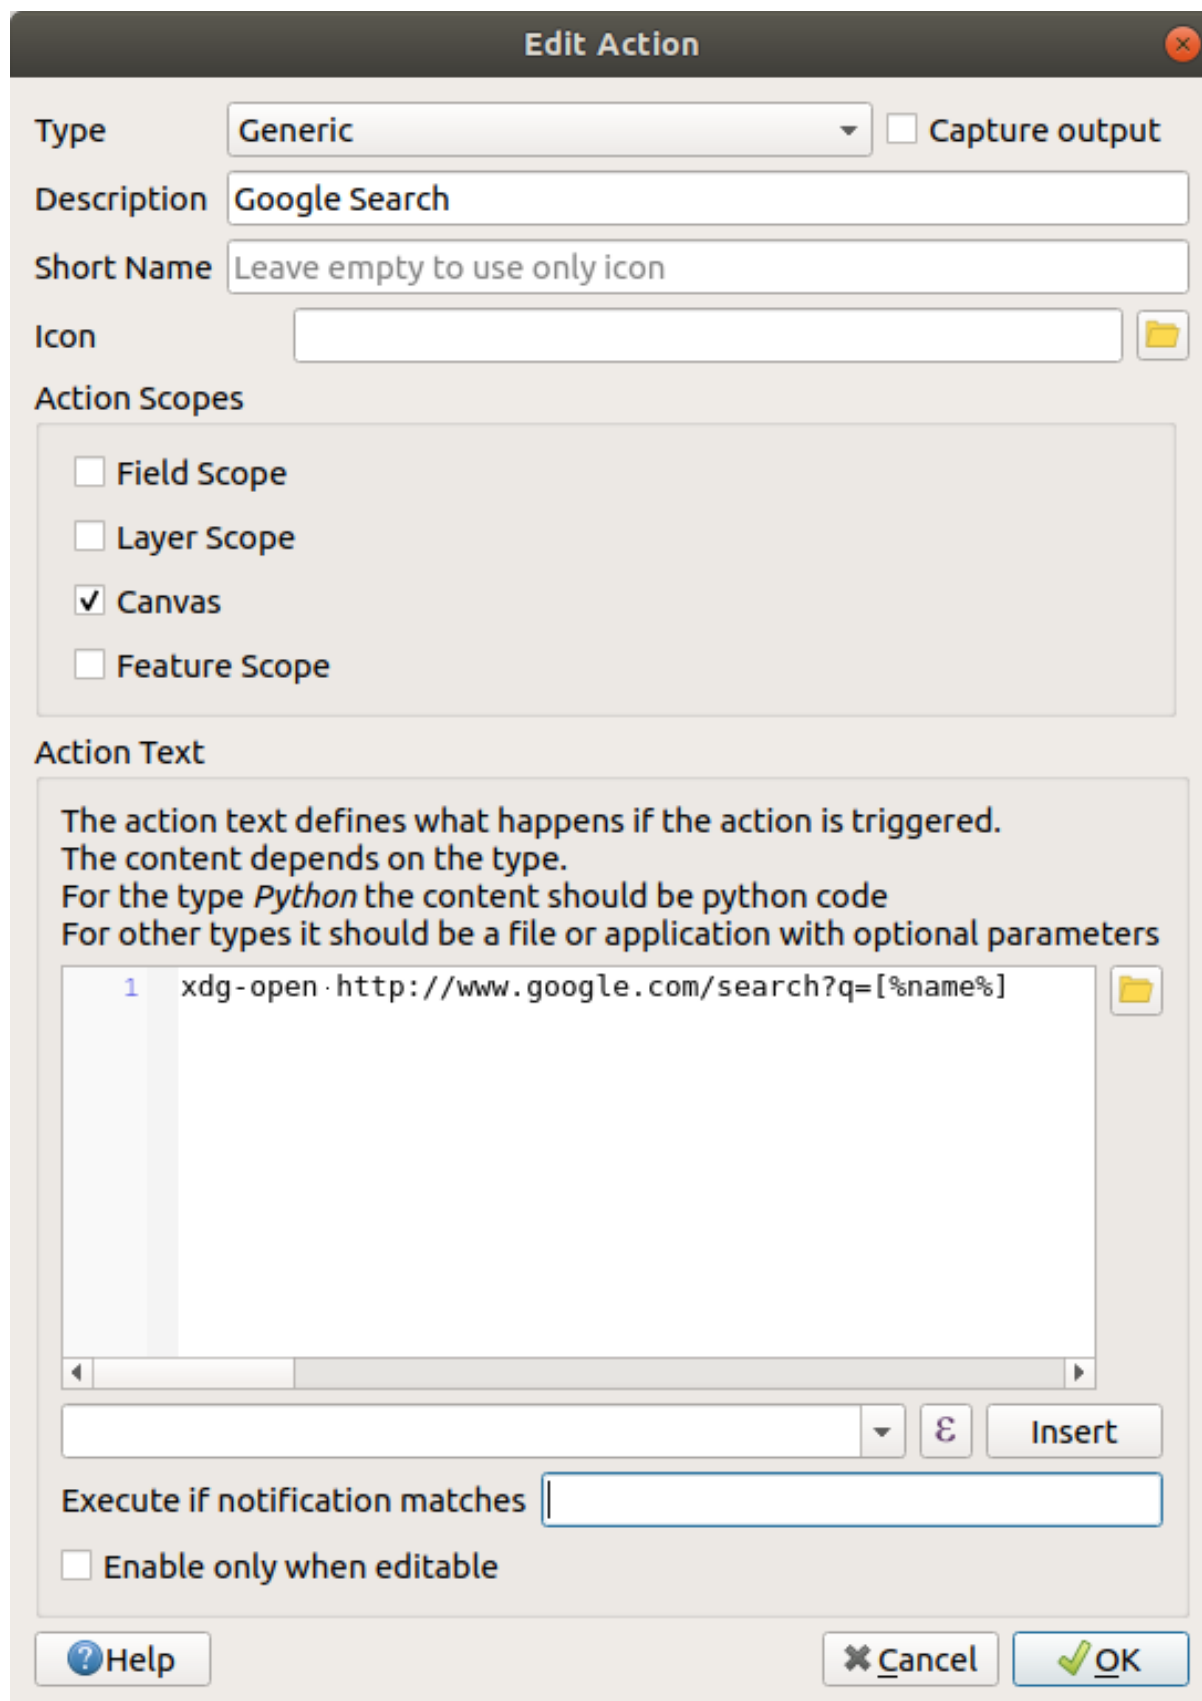 Edit Action
Type Generic Capture output
Description Google Search
Short Name Leave empty to use only icon
Icon
Action Scopes
Field Scope
Layer Scope
Canvas
Feature Scope
Action Text
The action text defines what happens if the action is triggered.
The content depends on the type.
For the type Python the content should be python code
For other types it should be a file or application with optional parameters
1 xdg-open·http://www.google.com/search?q=[%name%]
ε Insert
Execute if notification matches
Enable only when editable
Help Cancel OK